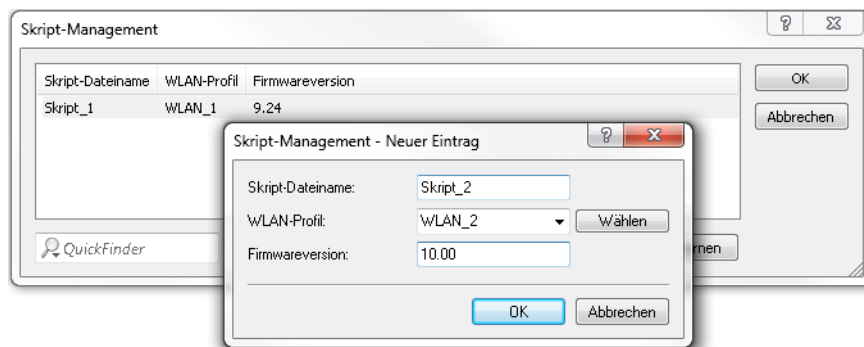 Skript-Management
Skript-Dateiname WLAN-Profil Firmwareversion
Skript_1 WLAN_1 9.24
OK
Abbrechen
QuickFinder
Skript-Management - Neuer Eintrag
Skript-Dateiname: Skript_2
WLAN-Profil: WLAN_2 Wählen
Firmwareversion: 10.00
OK Abbrechen